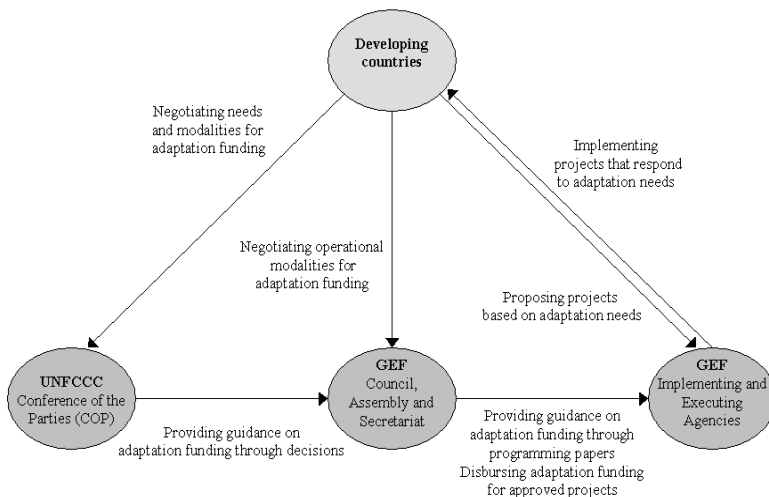 Developing
countries
Negotiating needs
and modalities for
adaptation funding
Implementing
projects that respond
to adaptation needs
Negotiating operational
modalities for
adaptation funding
Proposing projects
based on adaptation needs
UNFCCC
Conference of the
Parties (COP)
GEF
Council,
Assembly and
Secretariat
GEF
Implementing and
Executing
Agencies
Providing guidance on
adaptation funding through decisions
Providing guidance on
adaptation funding through
programming papers
Disbursing adaptation funding
for approved projects